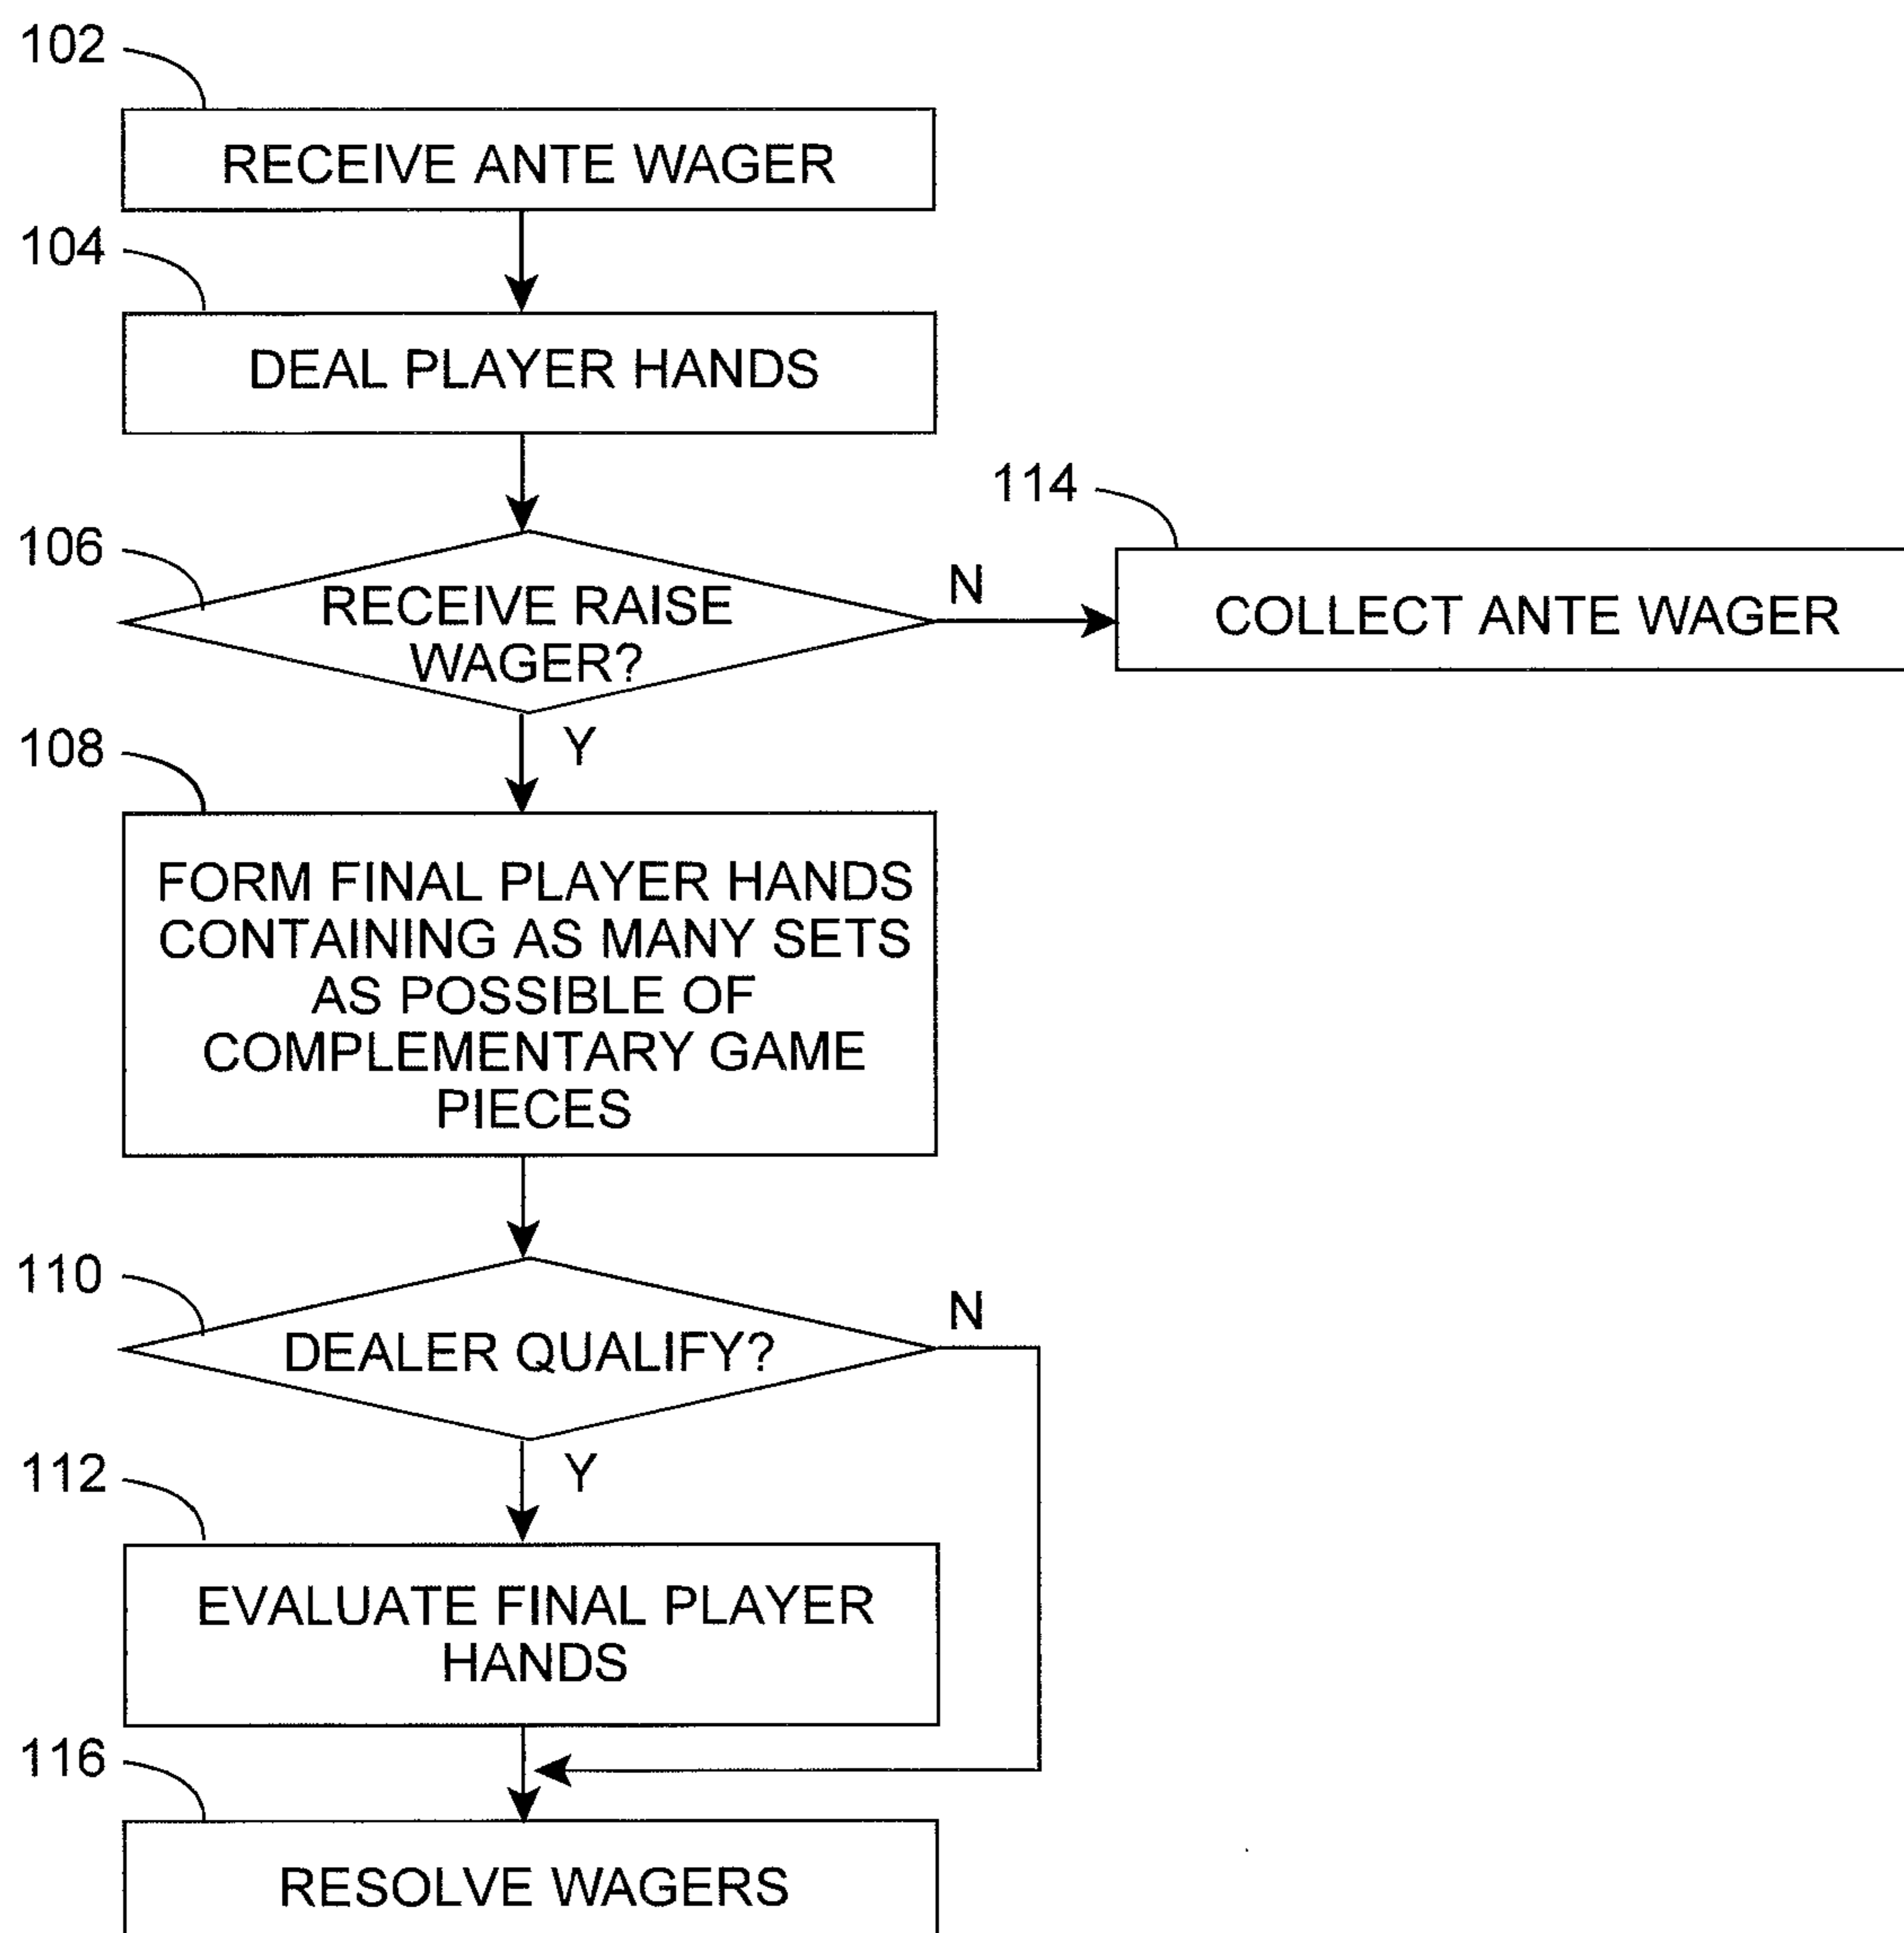 102
RECEIVE ANTE WAGER
104
DEAL PLAYER HANDS
114
106
RECEIVE RAISE
WAGER?
N
COLLECT ANTE WAGER
Y
108
FORM FINAL PLAYER HANDS
CONTAINING AS MANY SETS
AS POSSIBLE OF
COMPLEMENTARY GAME
PIECES
110
DEALER QUALIFY?
N
Y
112
EVALUATE FINAL PLAYER
HANDS
116
RESOLVE WAGERS